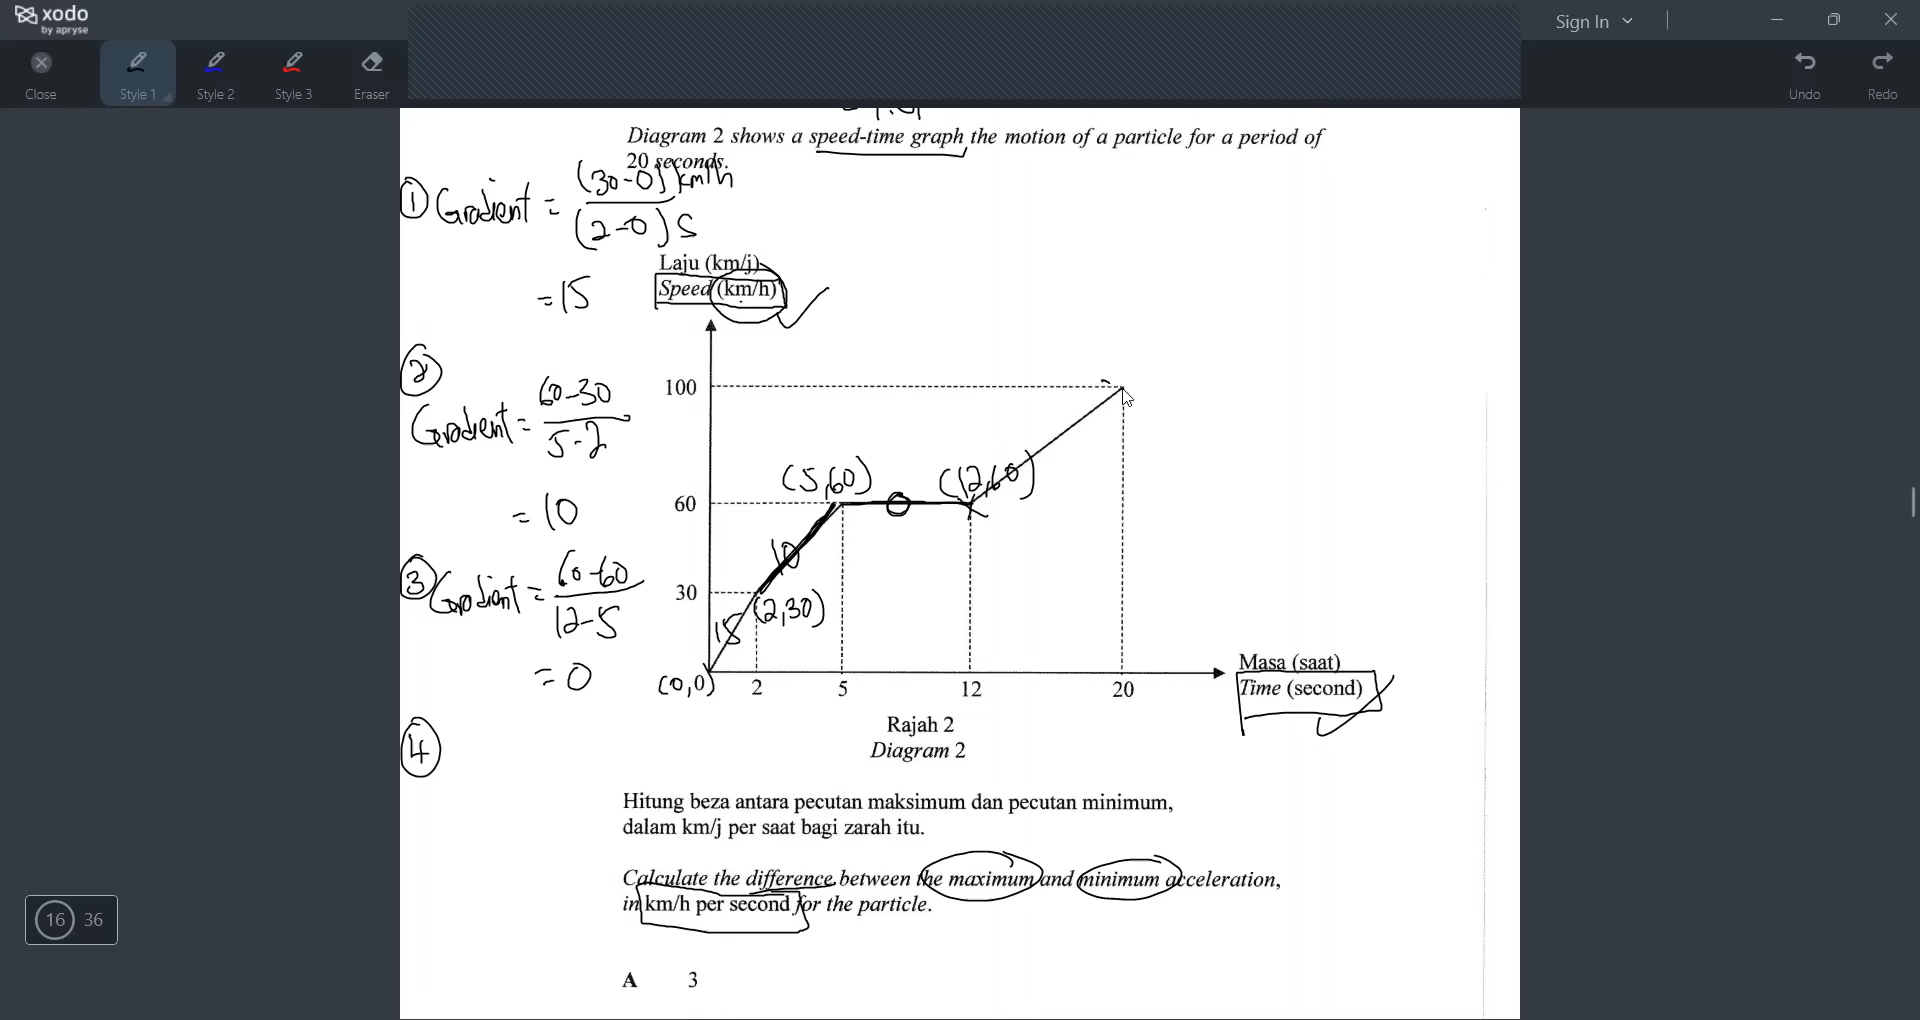 xodo
by apryse
Sign In
Close
Style 1
Style 2
Style 3
Eraser
Undo
Redo
Diagram 2 shows a speed-time graph the motion of a particle for a period of
20 seconds.
① Gradient = (30-0) km/h
(2-0) s
= 15
Laju (km/j)
Speed (km/h)
②
Gradient = 60-30
5-2
= 10
③ Gradient = 60-60
12-5
= 0
④
100
60
30
(5,60)
(12,60)
10
0
(2,30)
15
(0,0)
2
5
12
20
Masa (saat)
Time (second)
Rajah 2
Diagram 2
Hitung beza antara pecutan maksimum dan pecutan minimum,
dalam km/j per saat bagi zarah itu.
Calculate the difference between the maximum and minimum acceleration,
in km/h per second for the particle.
A 3
16 36